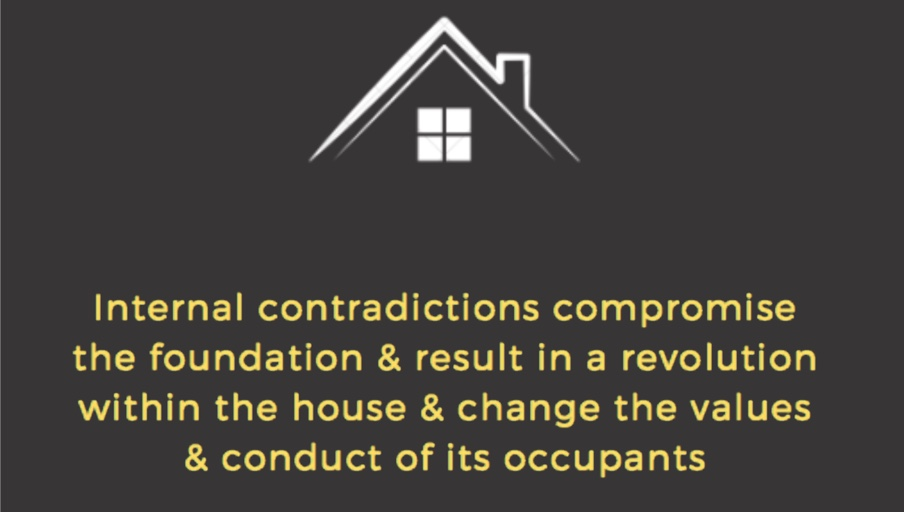 Internal contradictions compromise
the foundation & result in a revolution
within the house & change the values
& conduct of its occupants